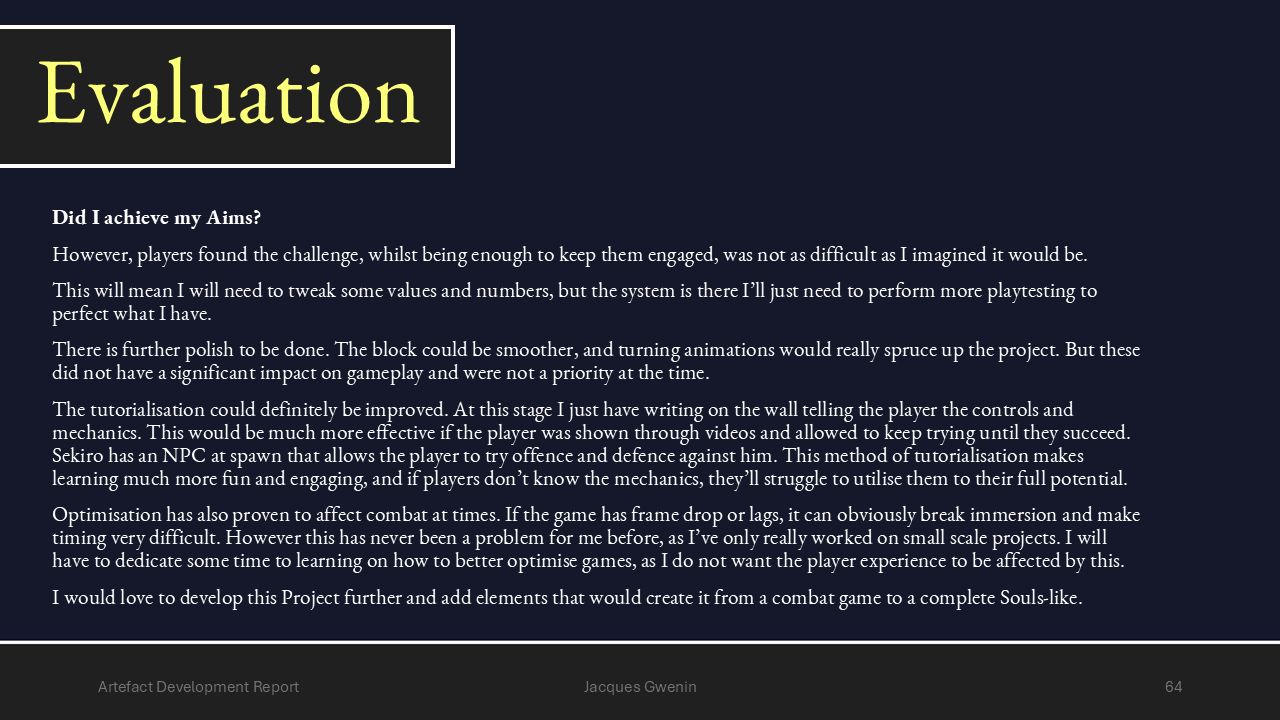 Evaluation
Did I achieve my Aims?
However, players found the challenge, whilst being enough to keep them engaged, was not as difficult as I imagined it would be.
This will mean I will need to tweak some values and numbers, but the system is there I’ll just need to perform more playtesting to
perfect what I have.
There is further polish to be done. The block could be smoother, and turning animations would really spruce up the project. But these
did not have a significant impact on gameplay and were not a priority at the time.
The tutorialisation could definitely be improved. At this stage I just have writing on the wall telling the player the controls and
mechanics. This would be much more effective if the player was shown through videos and allowed to keep trying until they succeed.
Sekiro has an NPC at spawn that allows the player to try offence and defence against him. This method of tutorialisation makes
learning much more fun and engaging, and if players don’t know the mechanics, they’ll struggle to utilise them to their full potential.
Optimisation has also proven to affect combat at times. If the game has frame drop or lags, it can obviously break immersion and make
timing very difficult. However this has never been a problem for me before, as I’ve only really worked on small scale projects. I will
have to dedicate some time to learning on how to better optimise games, as I do not want the player experience to be affected by this.
I would love to develop this Project further and add elements that would create it from a combat game to a complete Souls-like.
Artefact Development Report
Jacques Gwenin
64